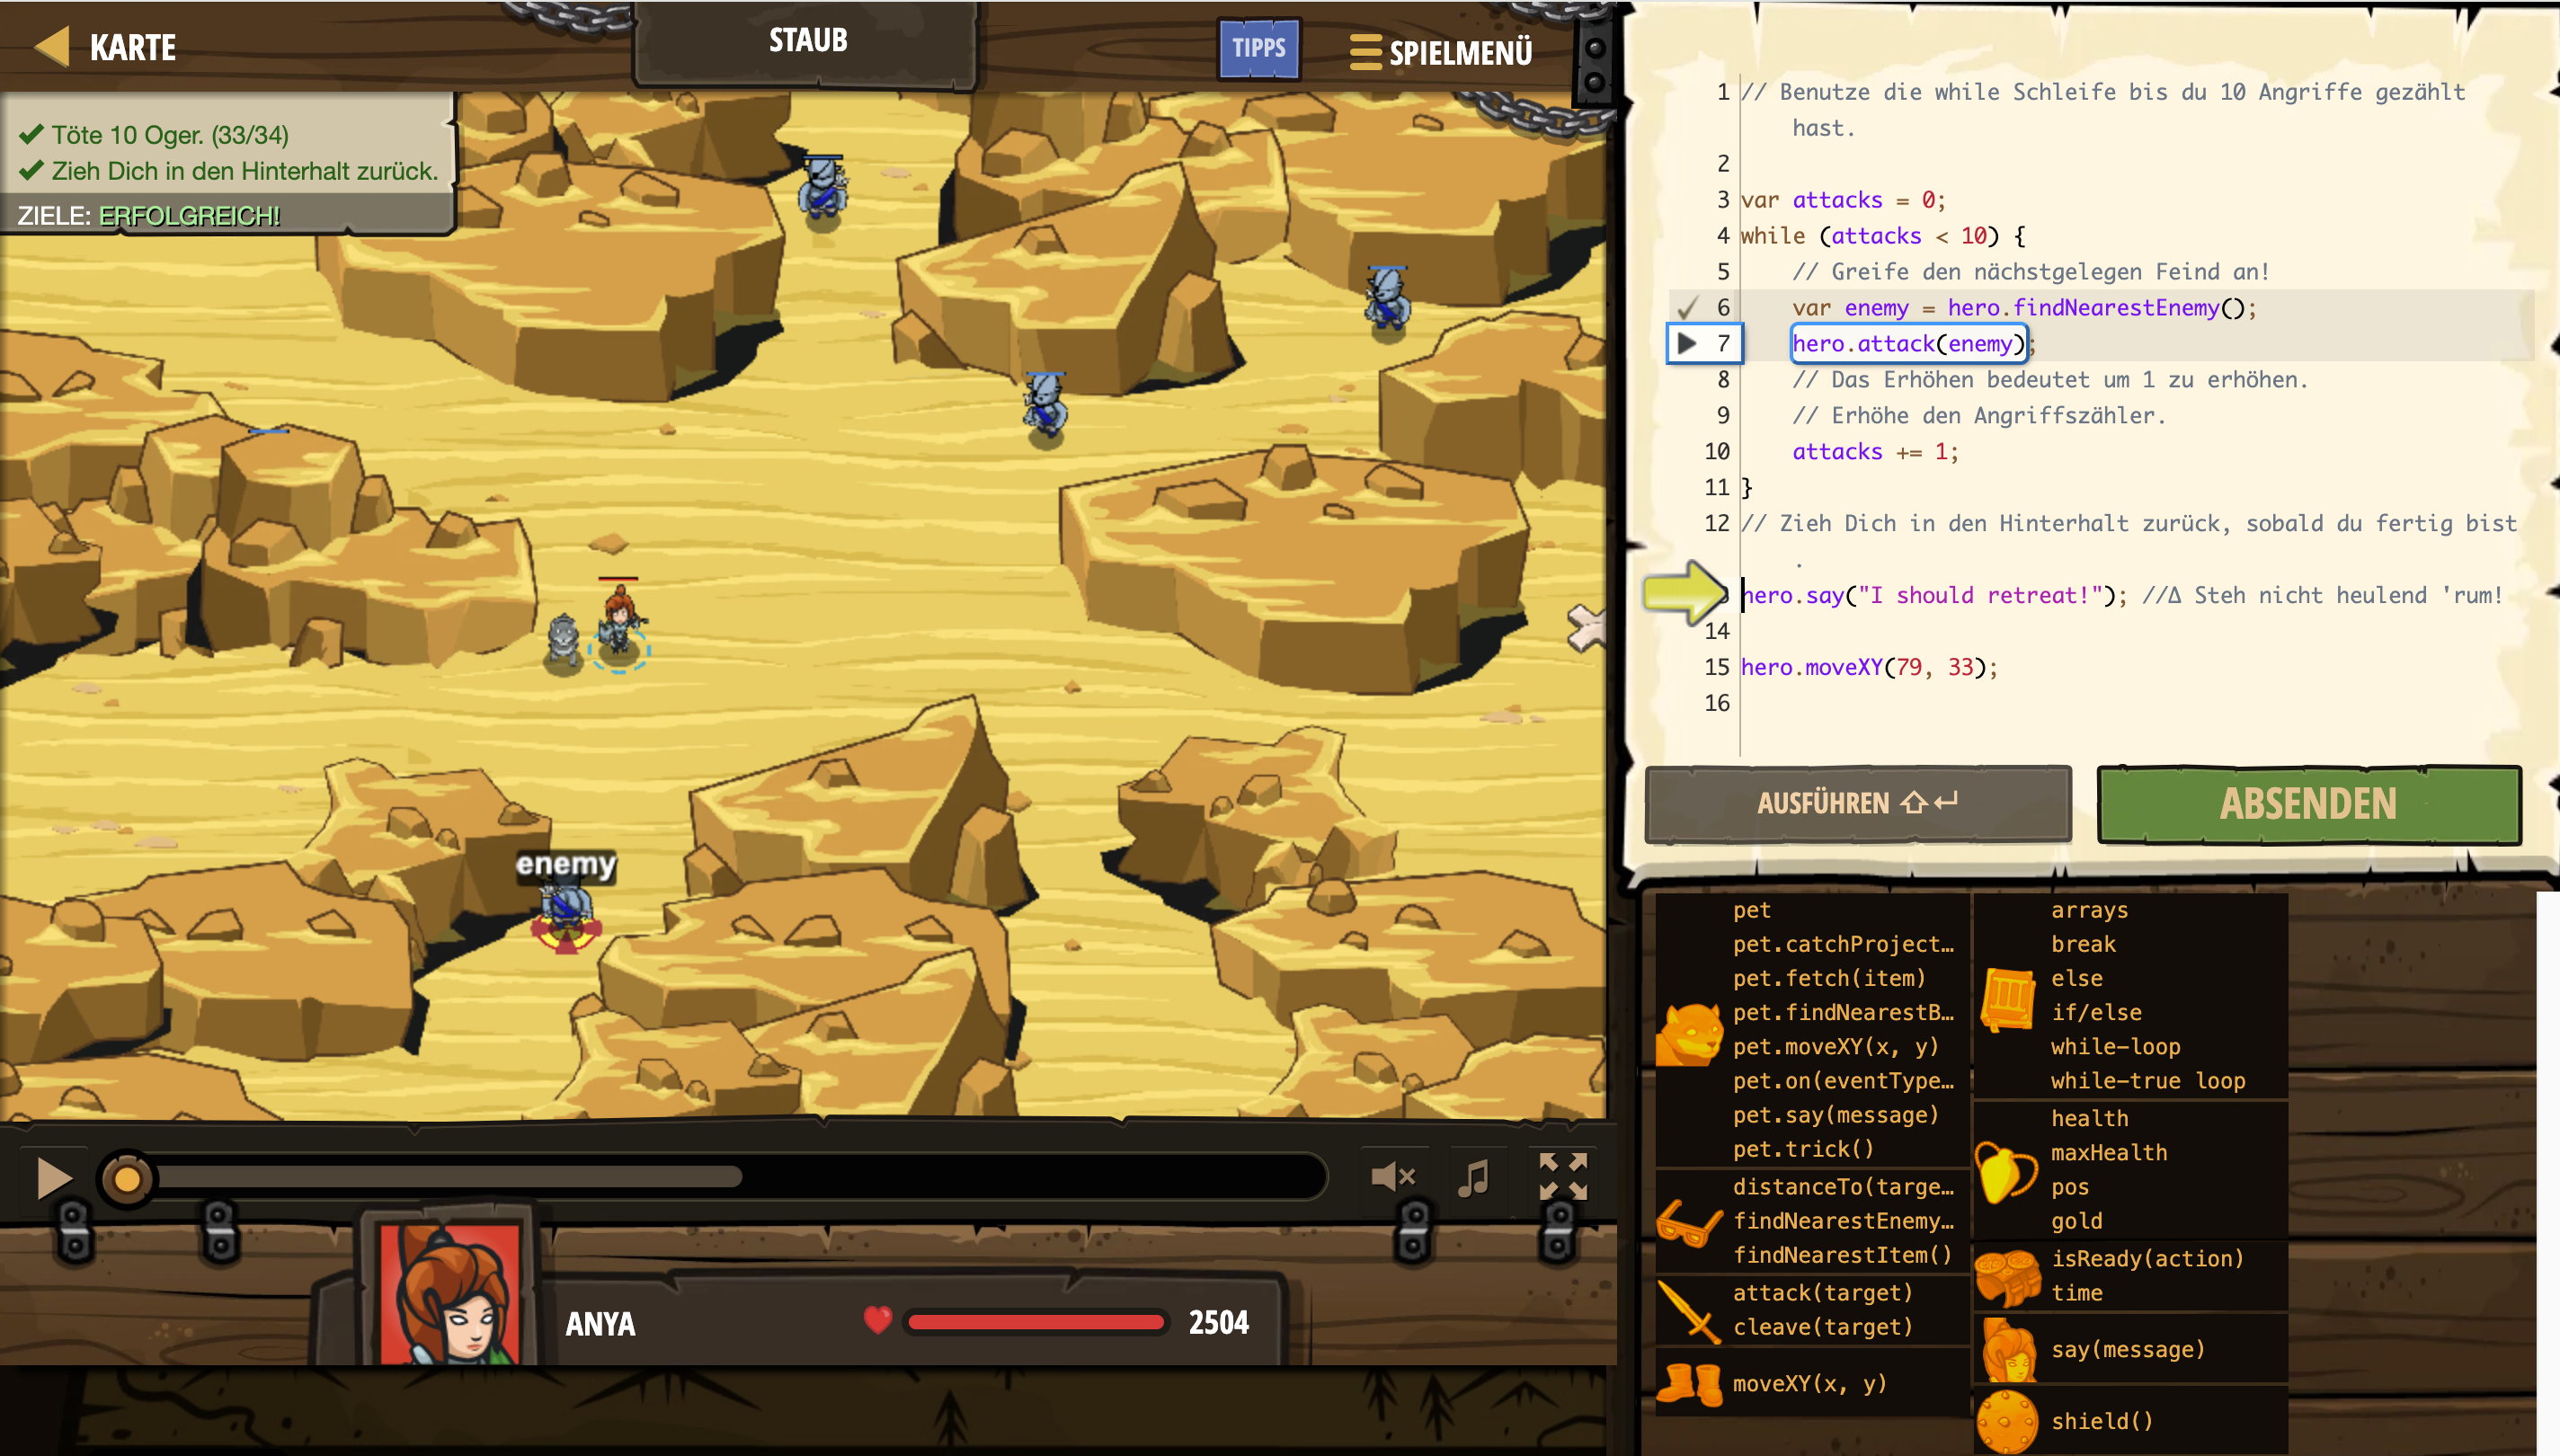 KARTE
STAUB
TIPPS
SPIELMENÜ
Töte 10 Oger. (33/34)
Zieh Dich in den Hinterhalt zurück.
ZIELE: ERFOLGREICH!
enemy
ANYA
2504
1 // Benutze die while Schleife bis du 10 Angriffe gezählt
hast.
2
3 var attacks = 0;
4 while (attacks < 10) {
5 // Greife den nächstgelegen Feind an!
6 var enemy = hero.findNearestEnemy();
7 hero.attack(enemy);
8 // Das Erhöhen bedeutet um 1 zu erhöhen.
9 // Erhöhe den Angriffszähler.
10 attacks += 1;
11 }
12 // Zieh Dich in den Hinterhalt zurück, sobald du fertig bist
.
hero.say("I should retreat!"); //∆ Steh nicht heulend 'rum!
14
15 hero.moveXY(79, 33);
16
AUSFÜHREN
ABSENDEN
pet
pet.catchProject…
pet.fetch(item)
pet.findNearestB…
pet.moveXY(x, y)
pet.on(eventType…
pet.say(message)
pet.trick()
distanceTo(targe…
findNearestEnemy…
findNearestItem()
attack(target)
cleave(target)
moveXY(x, y)
arrays
break
else
if/else
while-loop
while-true loop
health
maxHealth
pos
gold
isReady(action)
time
say(message)
shield()